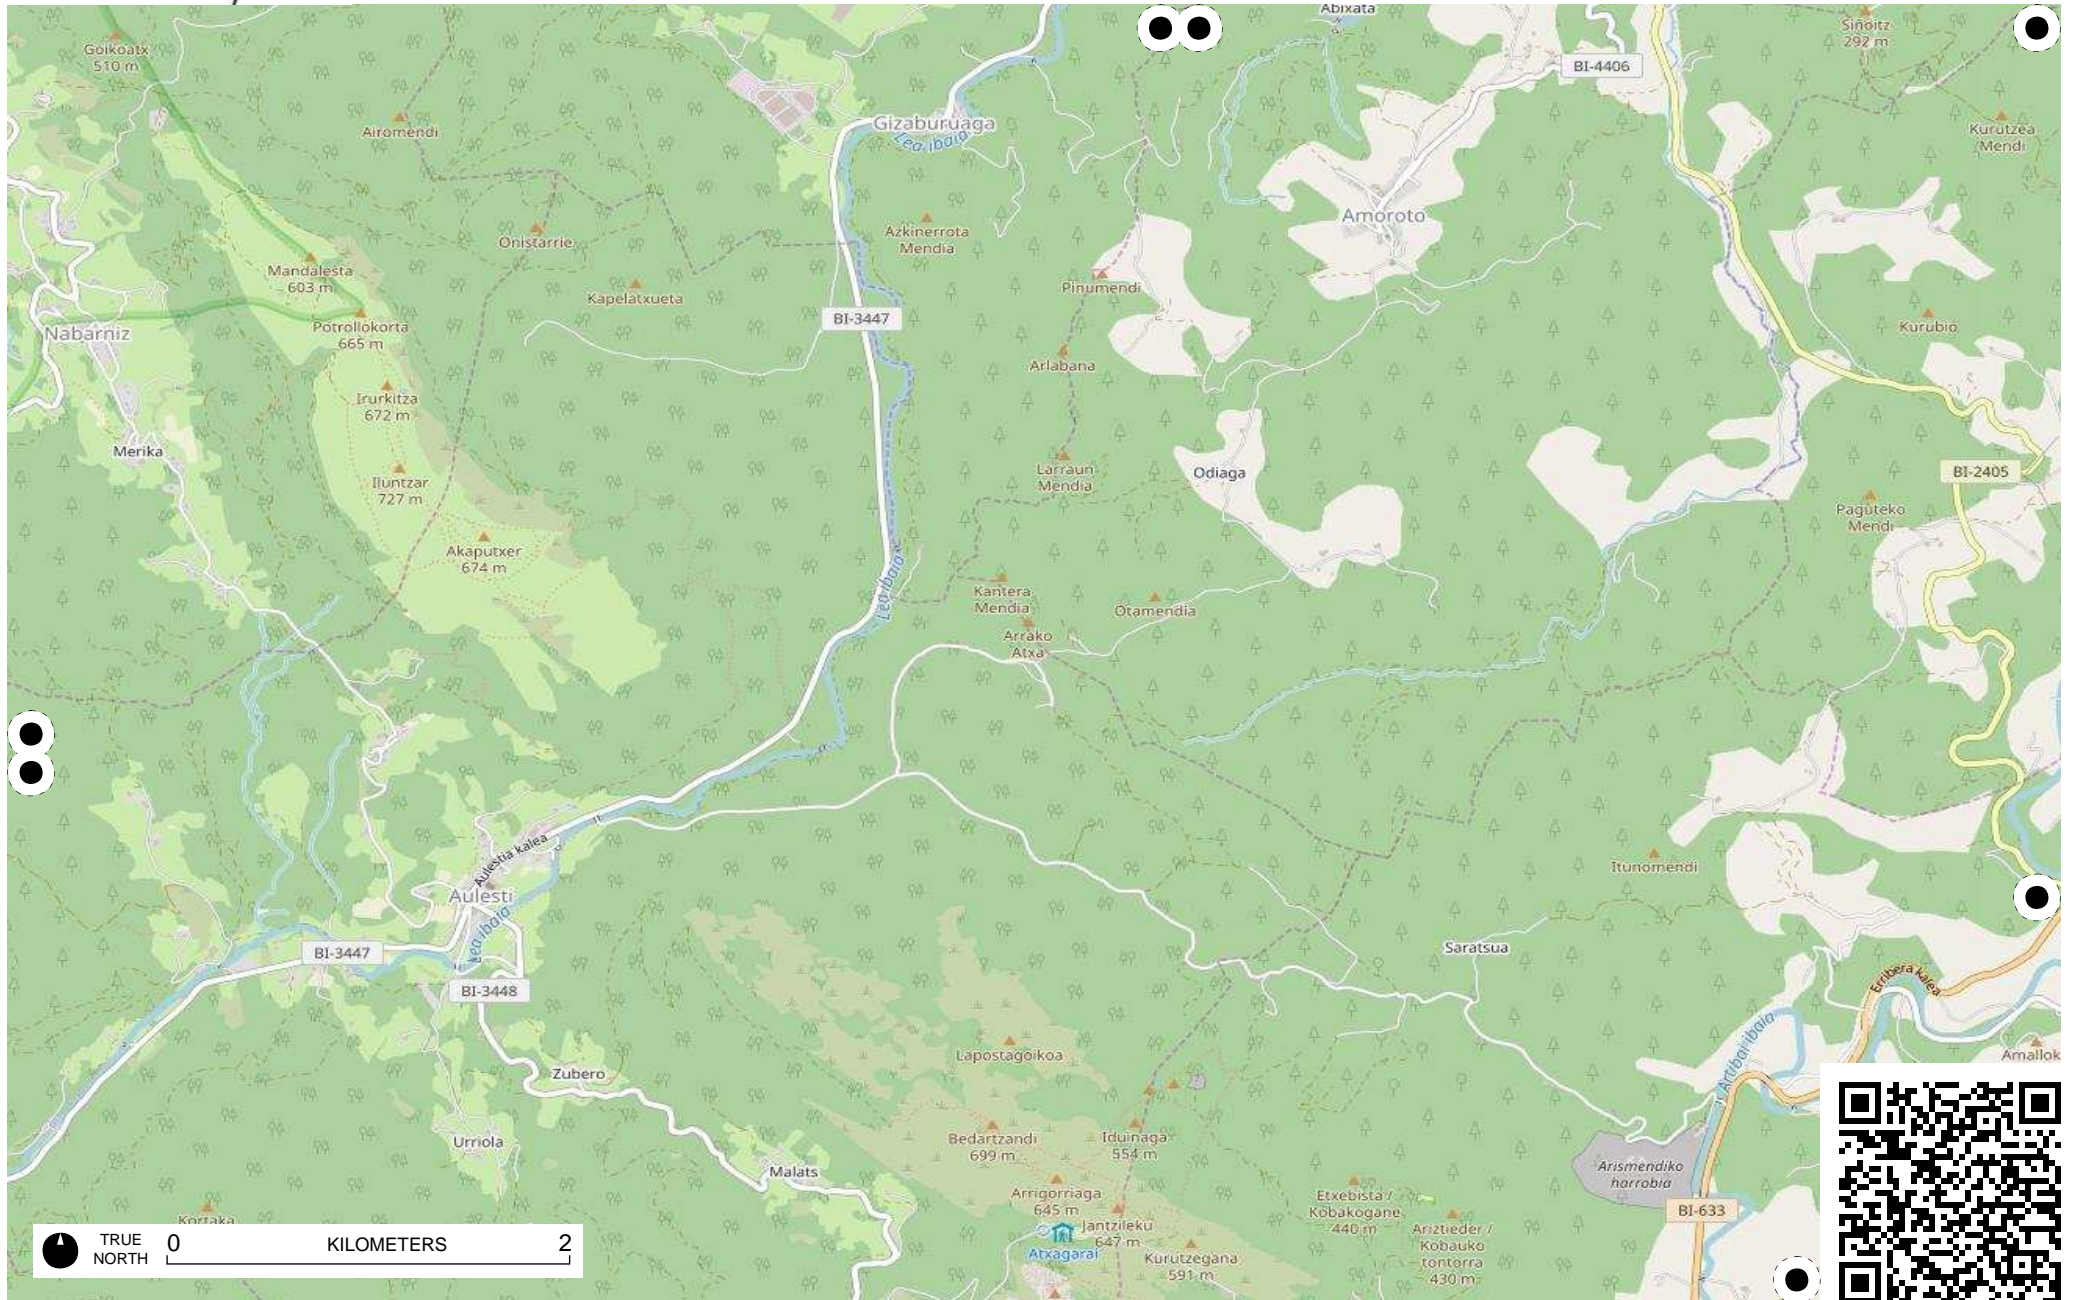 Abixata
Siñoitz
292 m
Goikoatx
510 m
BI-4406
Airomendi
Gizaburuaga
Lea Ibaia
Kurutzea
Mendi
Amoroto
Azkinerrota
Mendia
Onistarrie
Mandalesta
603 m
Kapelatxueta
Pinumendi
BI-3447
Potrollokorta
665 m
Nabarniz
Kurubio
Arlabana
Irurkitza
672 m
Merika
Larraun
Mendia
Odiaga
BI-2405
Iluntzar
727 m
Paguteko
Mendi
Akaputxer
674 m
Lea Ibaia
Kantera
Mendia
Otamendia
Arrako
Atxa
Aulestia kalea
Itunomendi
Aulesti
Lea Ibaia
BI-3447
Saratsua
BI-3448
Erribera kalea
Artibai Ibaia
Lapostagoikoa
Amallok
Zubero
Urriola
Bedartzandi
699 m
Iduinaga
554 m
Malats
Arismendiko
harrobia
Arrigorriaga
645 m
Etxebista /
Kobakogane
440 m
BI-633
Kortaka
Jantzileku
647 m
Atxagarai
Ariztieder /
Kobauko
tontorra
430 m
Kurutzegana
591 m
TRUE
NORTH
0 KILOMETERS 2